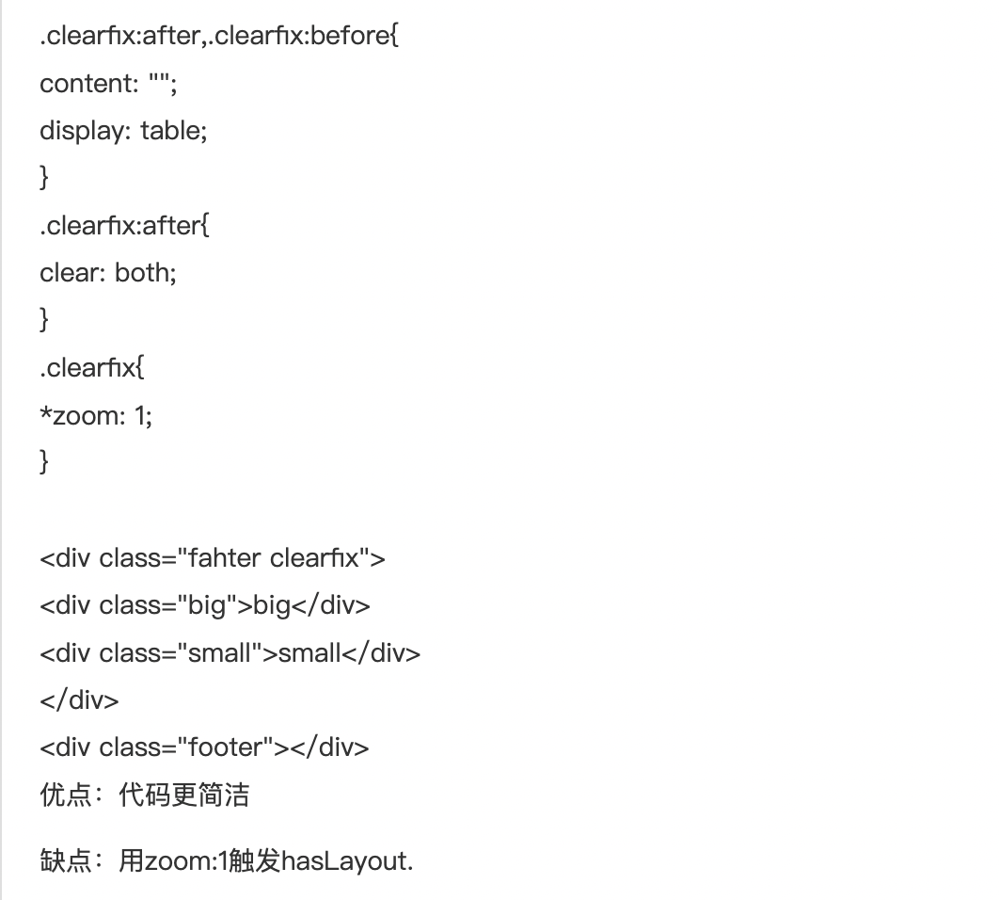 .clearfix:after,.clearfix:before{
content: "";
display: table;
}
.clearfix:after{
clear: both;
}
.clearfix{
*zoom: 1;
}
<div class="fahter clearfix">
<div class="big">big</div>
<div class="small">small</div>
</div>
<div class="footer"></div>
优点：代码更简洁
缺点：用zoom:1触发hasLayout.